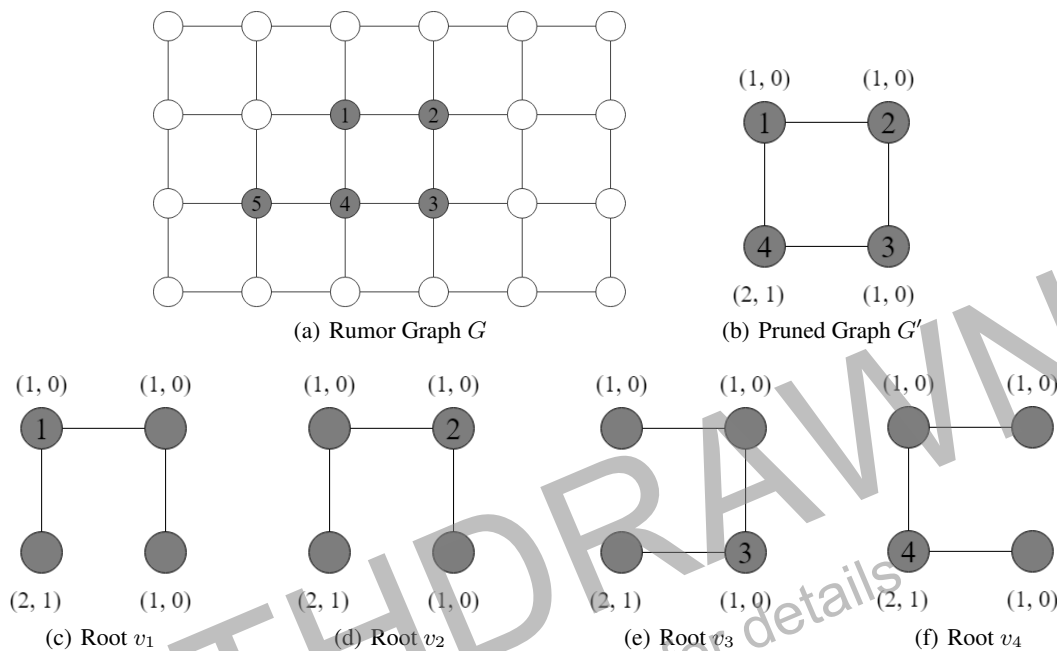 1 2
5 4 3
(a) Rumor Graph G
(1, 0) (1, 0)
1 2
4 3
(2, 1) (1, 0)
(b) Pruned Graph G′
(1, 0) (1, 0)
1
(2, 1) (1, 0)
(c) Root v₁
(1, 0) (1, 0)
2
(2, 1) (1, 0)
(d) Root v₂
(1, 0) (1, 0)
3
(2, 1) (1, 0)
(e) Root v₃
(1, 0) (1, 0)
4
(2, 1) (1, 0)
(f) Root v₄
THDRAWN
or details